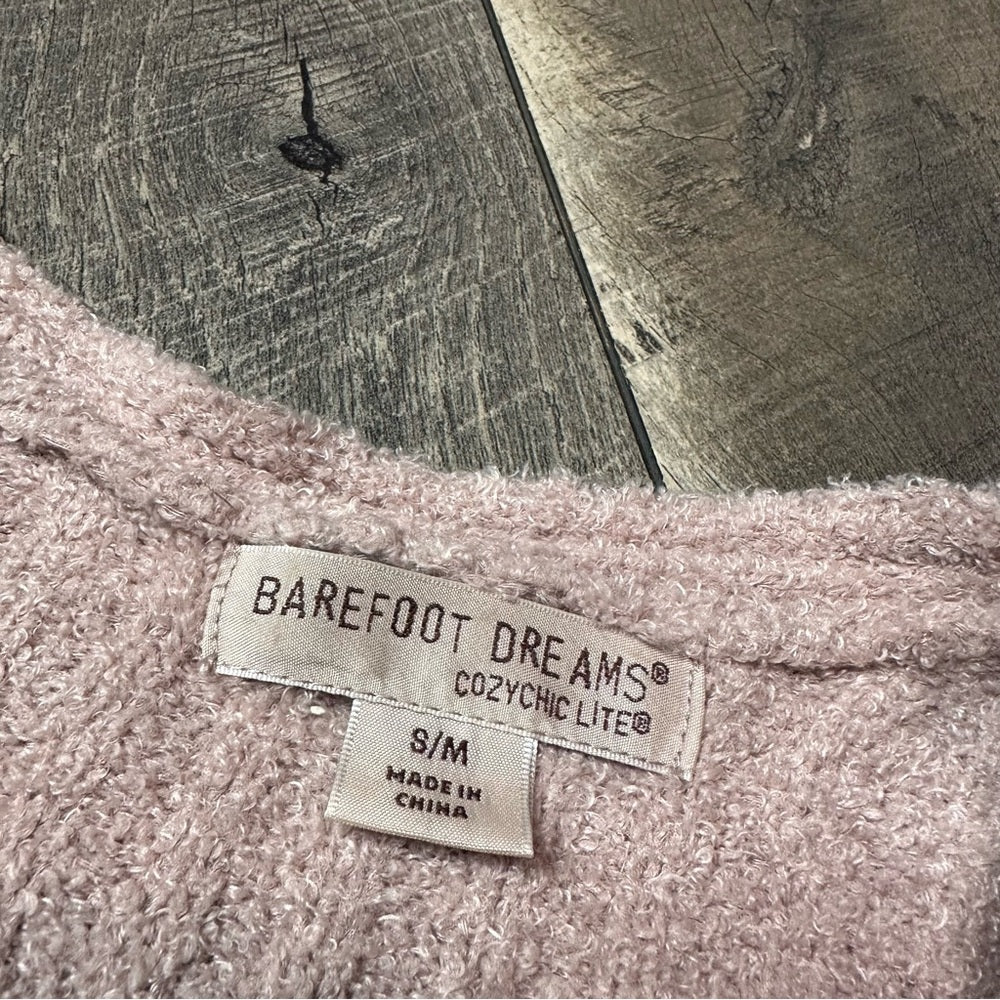 BAREFOOT DREAMS®
COZYCHIC LITE®
S/M
MADE IN
CHINA